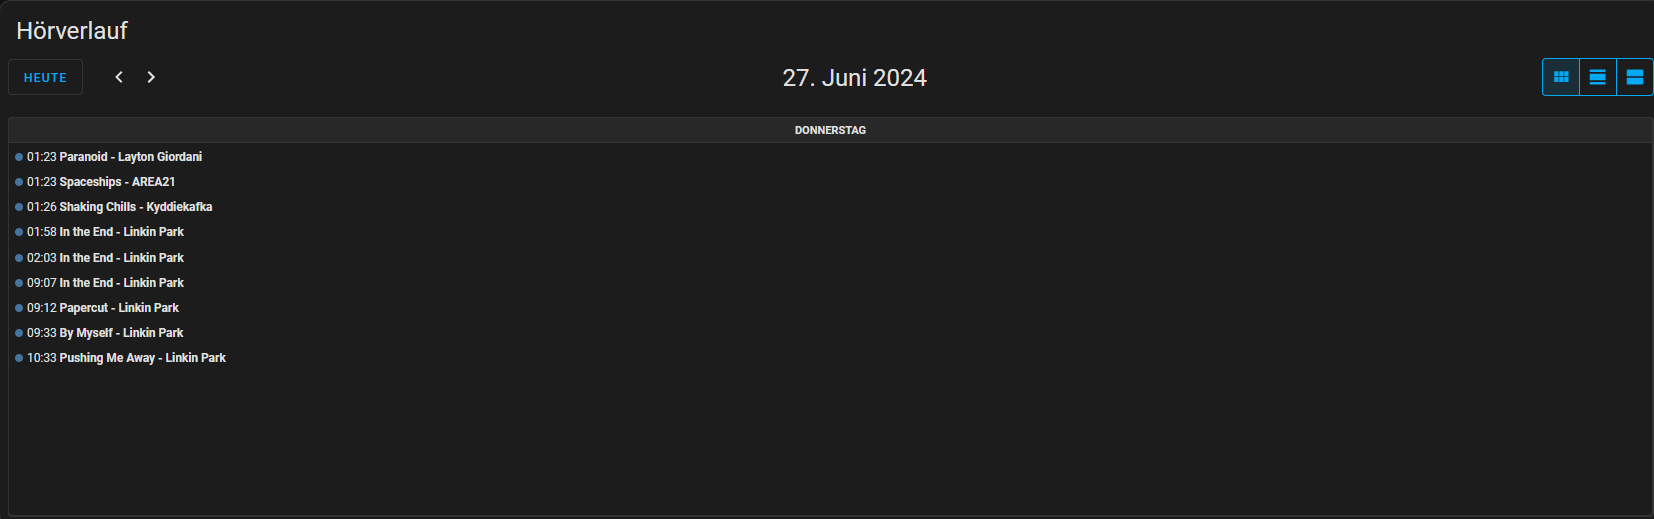 Hörverlauf
HEUTE
27. Juni 2024
DONNERSTAG
01:23 Paranoid - Layton Giordani
01:23 Spaceships - AREA21
01:26 Shaking Chills - Kyddiekafka
01:58 In the End - Linkin Park
02:03 In the End - Linkin Park
09:07 In the End - Linkin Park
09:12 Papercut - Linkin Park
09:33 By Myself - Linkin Park
10:33 Pushing Me Away - Linkin Park